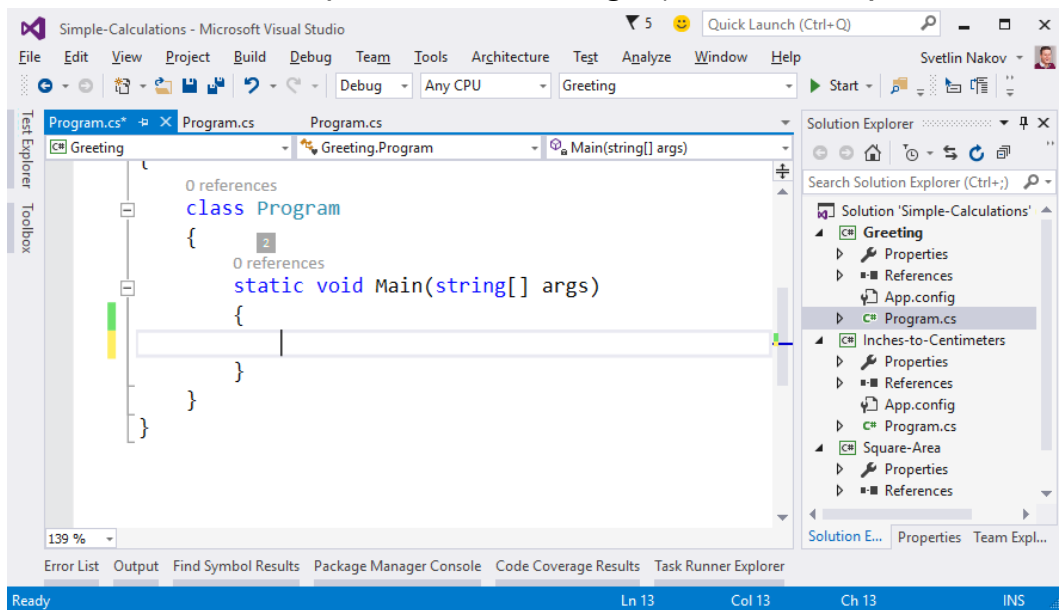 Simple-Calculations - Microsoft Visual Studio 5 Quick Launch (Ctrl+Q)
File Edit View Project Build Debug Team Tools Architecture Test Analyze Window Help Svetlin Nakov
Debug Any CPU Greeting Start
Test Explorer
Toolbox
Program.cs* Program.cs Program.cs
C# Greeting Greeting.Program Main(string[] args)
{
0 references
class Program
{
2
0 references
static void Main(string[] args)
{
}
}
}
139 %
Solution Explorer
Search Solution Explorer (Ctrl+;)
Solution 'Simple-Calculations'
C# Greeting
Properties
References
App.config
C# Program.cs
C# Inches-to-Centimeters
Properties
References
App.config
C# Program.cs
C# Square-Area
Properties
References
Solution E... Properties Team Expl...
Error List Output Find Symbol Results Package Manager Console Code Coverage Results Task Runner Explorer
Ready Ln 13 Col 13 Ch 13 INS